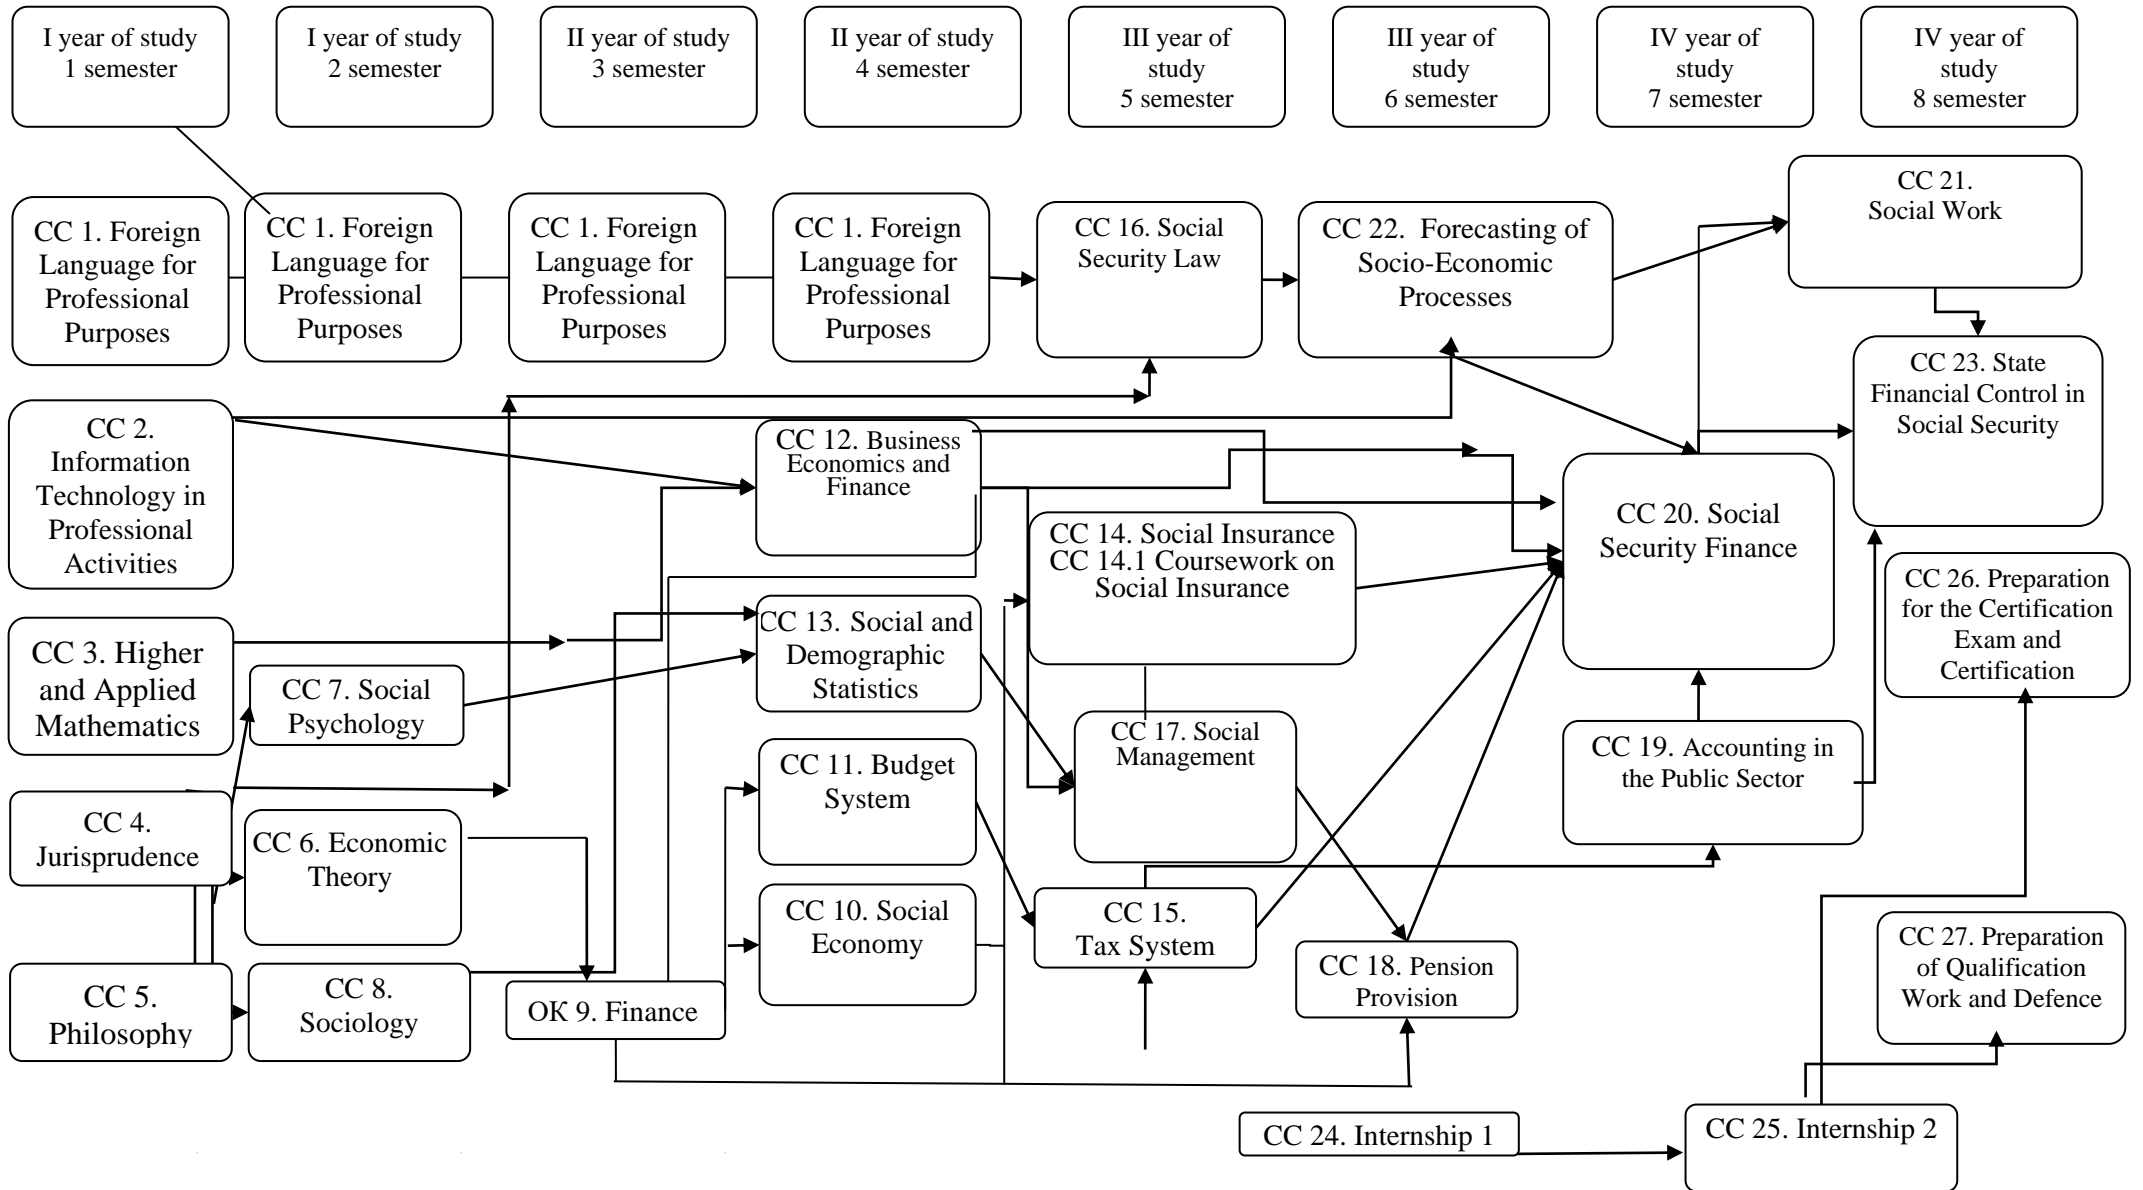 I year of study
1 semester
I year of study
2 semester
II year of study
3 semester
II year of study
4 semester
III year of
study
5 semester
III year of
study
6 semester
IV year of
study
7 semester
IV year of
study
8 semester
CC 1. Foreign
Language for
Professional
Purposes
CC 1. Foreign
Language for
Professional
Purposes
CC 1. Foreign
Language for
Professional
Purposes
CC 1. Foreign
Language for
Professional
Purposes
CC 16. Social
Security Law
CC 22. Forecasting of
Socio-Economic
Processes
CC 21.
Social Work
CC 23. State
Financial Control in
Social Security
CC 2.
Information
Technology in
Professional
Activities
CC 12. Business
Economics and
Finance
CC 14. Social Insurance
CC 14.1 Coursework on
Social Insurance
CC 20. Social
Security Finance
CC 26. Preparation
for the Certification
Exam and
Certification
CC 3. Higher
and Applied
Mathematics
CC 7. Social
Psychology
CC 13. Social and
Demographic
Statistics
CC 17. Social
Management
CC 19. Accounting in
the Public Sector
CC 4.
Jurisprudence
CC 6. Economic
Theory
CC 11. Budget
System
CC 10. Social
Economy
CC 15.
Tax System
CC 18. Pension
Provision
CC 27. Preparation
of Qualification
Work and Defence
CC 5.
Philosophy
CC 8.
Sociology
ОК 9. Finance
CC 24. Internship 1
CC 25. Internship 2